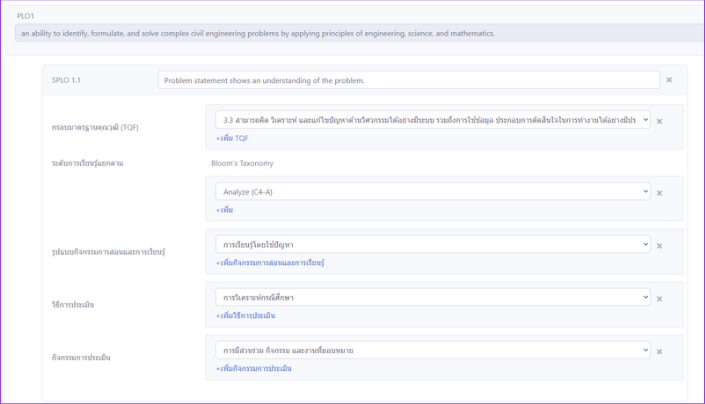 PLO1
an ability to identify, formulate, and solve complex civil engineering problems by applying principles of engineering, science, and mathematics.
SPLO 1.1
Problem statement shows an understanding of the problem.
กรอบมาตรฐานคุณวุฒิ (TQF)
3.3 สามารถคิด วิเคราะห์ และแก้ไขปัญหาด้านวิศวกรรมได้อย่างมีระบบ รวมถึงการใช้ข้อมูล ประกอบการตัดสินใจในการทำงานได้อย่างมีประ
+เพิ่ม TQF
ระดับการเรียนรู้แยกตาม
Bloom's Taxonomy
Analyze (C4-A)
+เพิ่ม
รูปแบบกิจกรรมการสอนและการเรียนรู้
การเรียนรู้โดยใช้ปัญหา
+เพิ่มกิจกรรมการสอนและการเรียนรู้
วิธีการประเมิน
การวิเคราะห์กรณีศึกษา
+เพิ่มวิธีการประเมิน
กิจกรรมการประเมิน
การมีส่วนร่วม กิจกรรม และงานที่มอบหมาย
+เพิ่มกิจกรรมการประเมิน